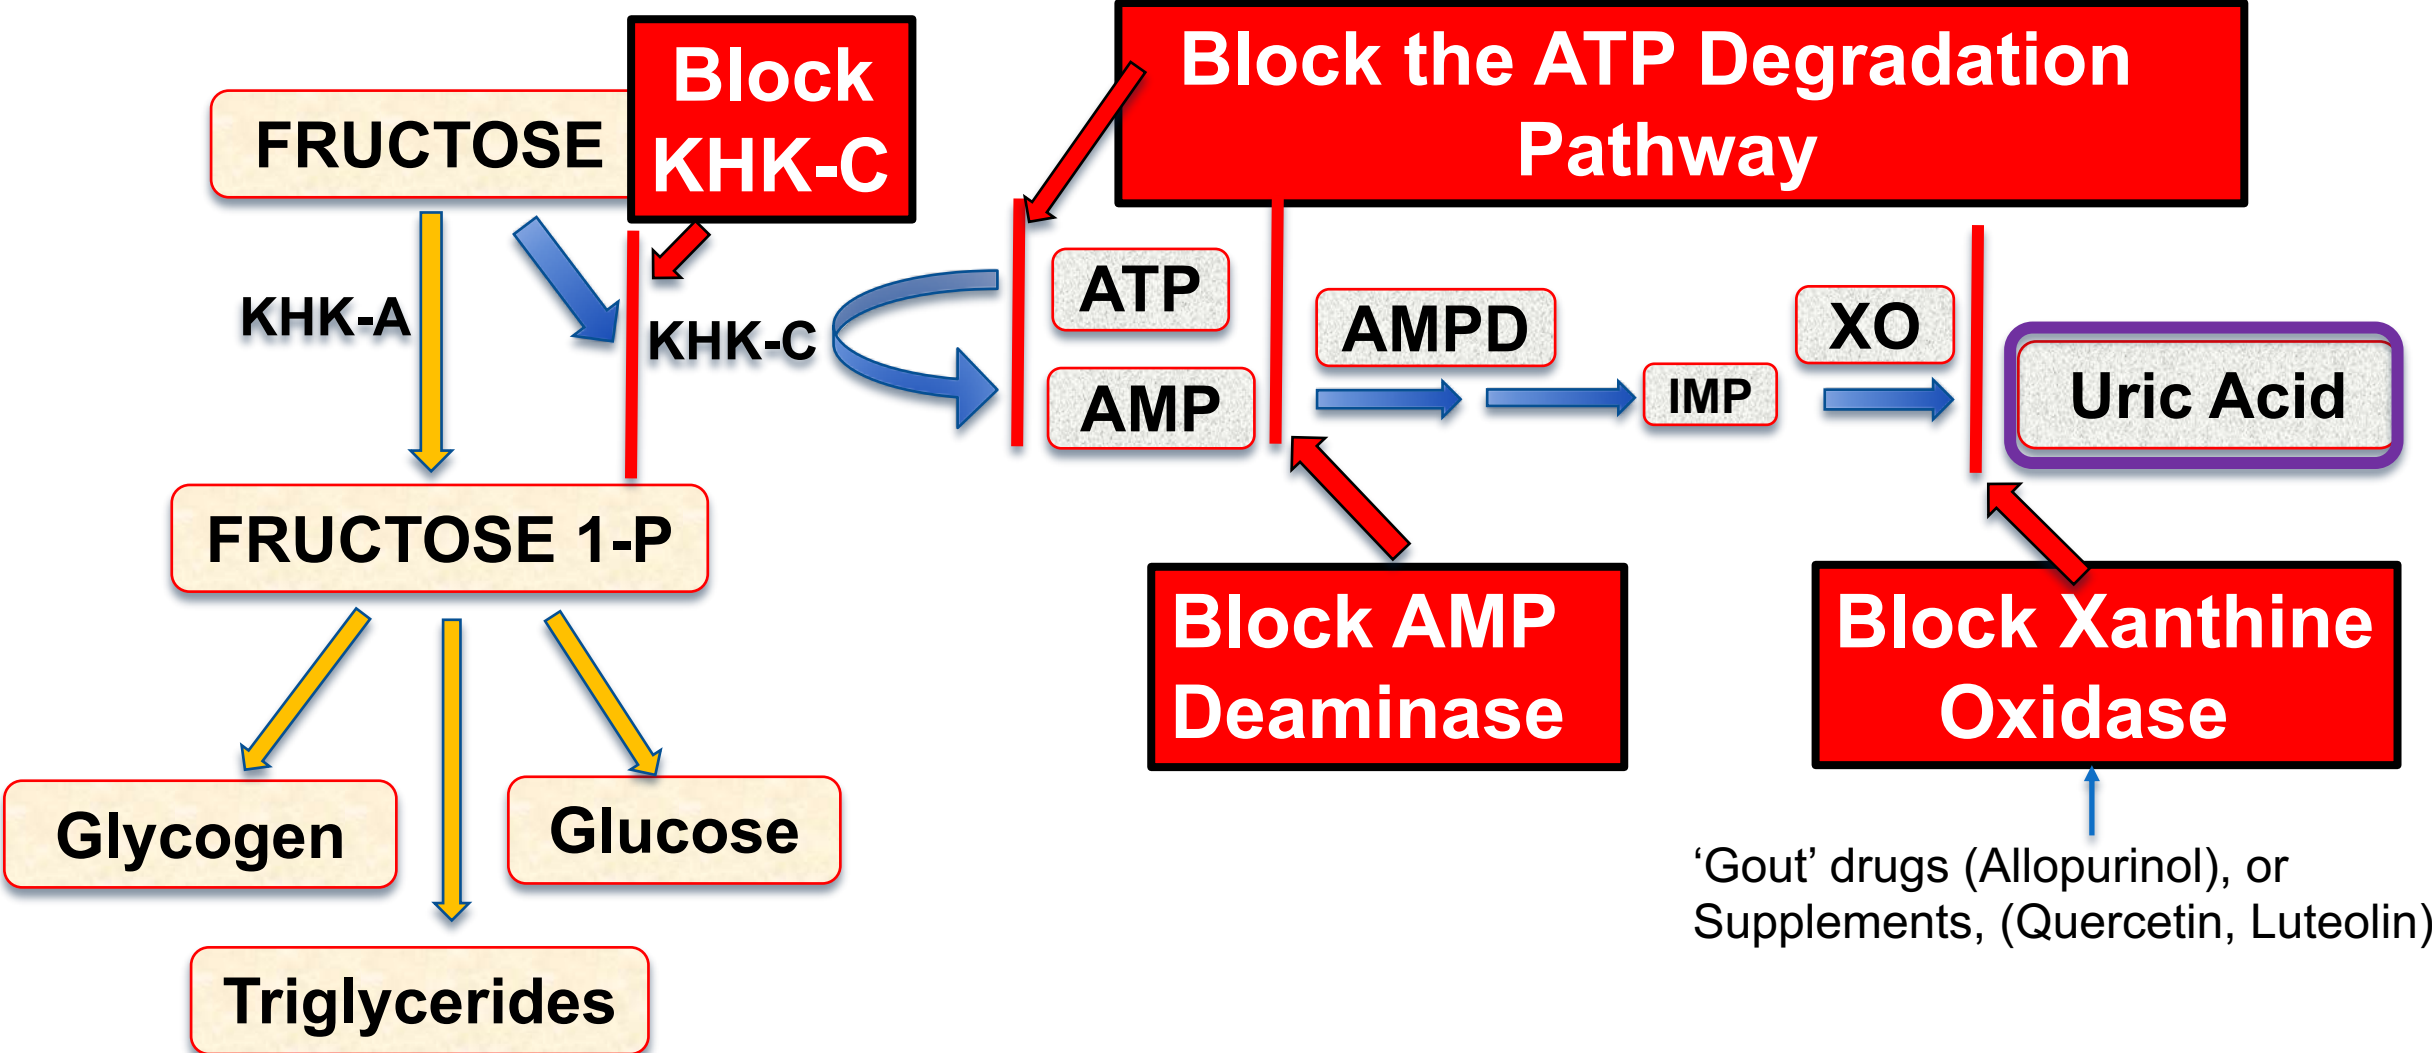 Block
KHK-C
Block the ATP Degradation
Pathway
FRUCTOSE
KHK-A
KHK-C
ATP
AMP
AMPD
IMP
XO
Uric Acid
FRUCTOSE 1-P
Block AMP
Deaminase
Block Xanthine
Oxidase
Glycogen
Glucose
Triglycerides
‘Gout’ drugs (Allopurinol), or
Supplements, (Quercetin, Luteolin)